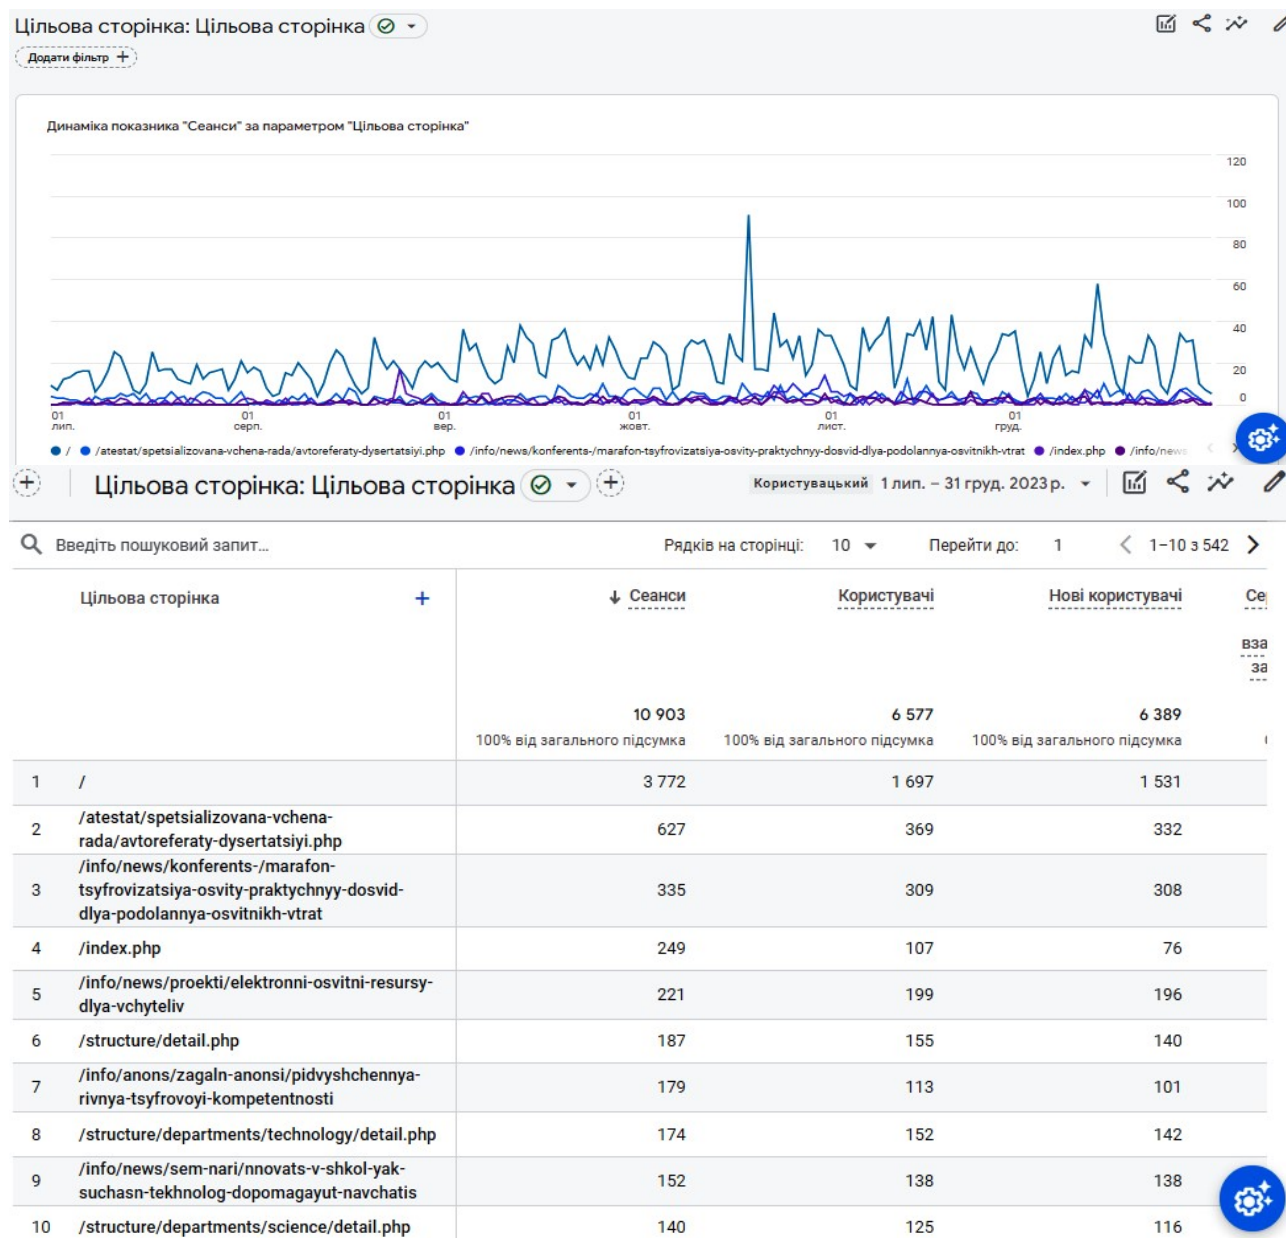 Цільова сторінка: Цільова сторінка
Додати фільтр +
Динаміка показника "Сеанси" за параметром "Цільова сторінка"
120
100
80
60
40
20
0
01 01 01 01 01 01
лип. серп. вер. жовт. лист. груд.
/ /atestat/spetsializovana-vchena-rada/avtoreferaty-dysertatsiyi.php /info/news/konferents-/marafon-tsyfrovizatsiya-osvity-praktychnyy-dosvid-dlya-podolannya-osvitnikh-vtrat /index.php /info/news
Цільова сторінка: Цільова сторінка Користувацький 1 лип. – 31 груд. 2023 р.
Введіть пошуковий запит... Рядків на сторінці: 10 Перейти до: 1 1–10 з 542
Цільова сторінка + ↓ Сеанси Користувачі Нові користувачі
вза
за
10 903 6 577 6 389
100% від загального підсумка 100% від загального підсумка 100% від загального підсумка
1 / 3 772 1 697 1 531
/atestat/spetsializovana-vchena-
2 627 369 332
rada/avtoreferaty-dysertatsiyi.php
/info/news/konferents-/marafon-
3 tsyfrovizatsiya-osvity-praktychnyy-dosvid- 335 309 308
dlya-podolannya-osvitnikh-vtrat
4 /index.php 249 107 76
/info/news/proekti/elektronni-osvitni-resursy-
5 221 199 196
dlya-vchyteliv
6 /structure/detail.php 187 155 140
/info/anons/zagaln-anonsi/pidvyshchennya-
7 179 113 101
rivnya-tsyfrovoyi-kompetentnosti
8 /structure/departments/technology/detail.php 174 152 142
/info/news/sem-nari/nnovats-v-shkol-yak-
9 152 138 138
suchasn-tekhnolog-dopomagayut-navchatis
10 /structure/departments/science/detail.php 140 125 116